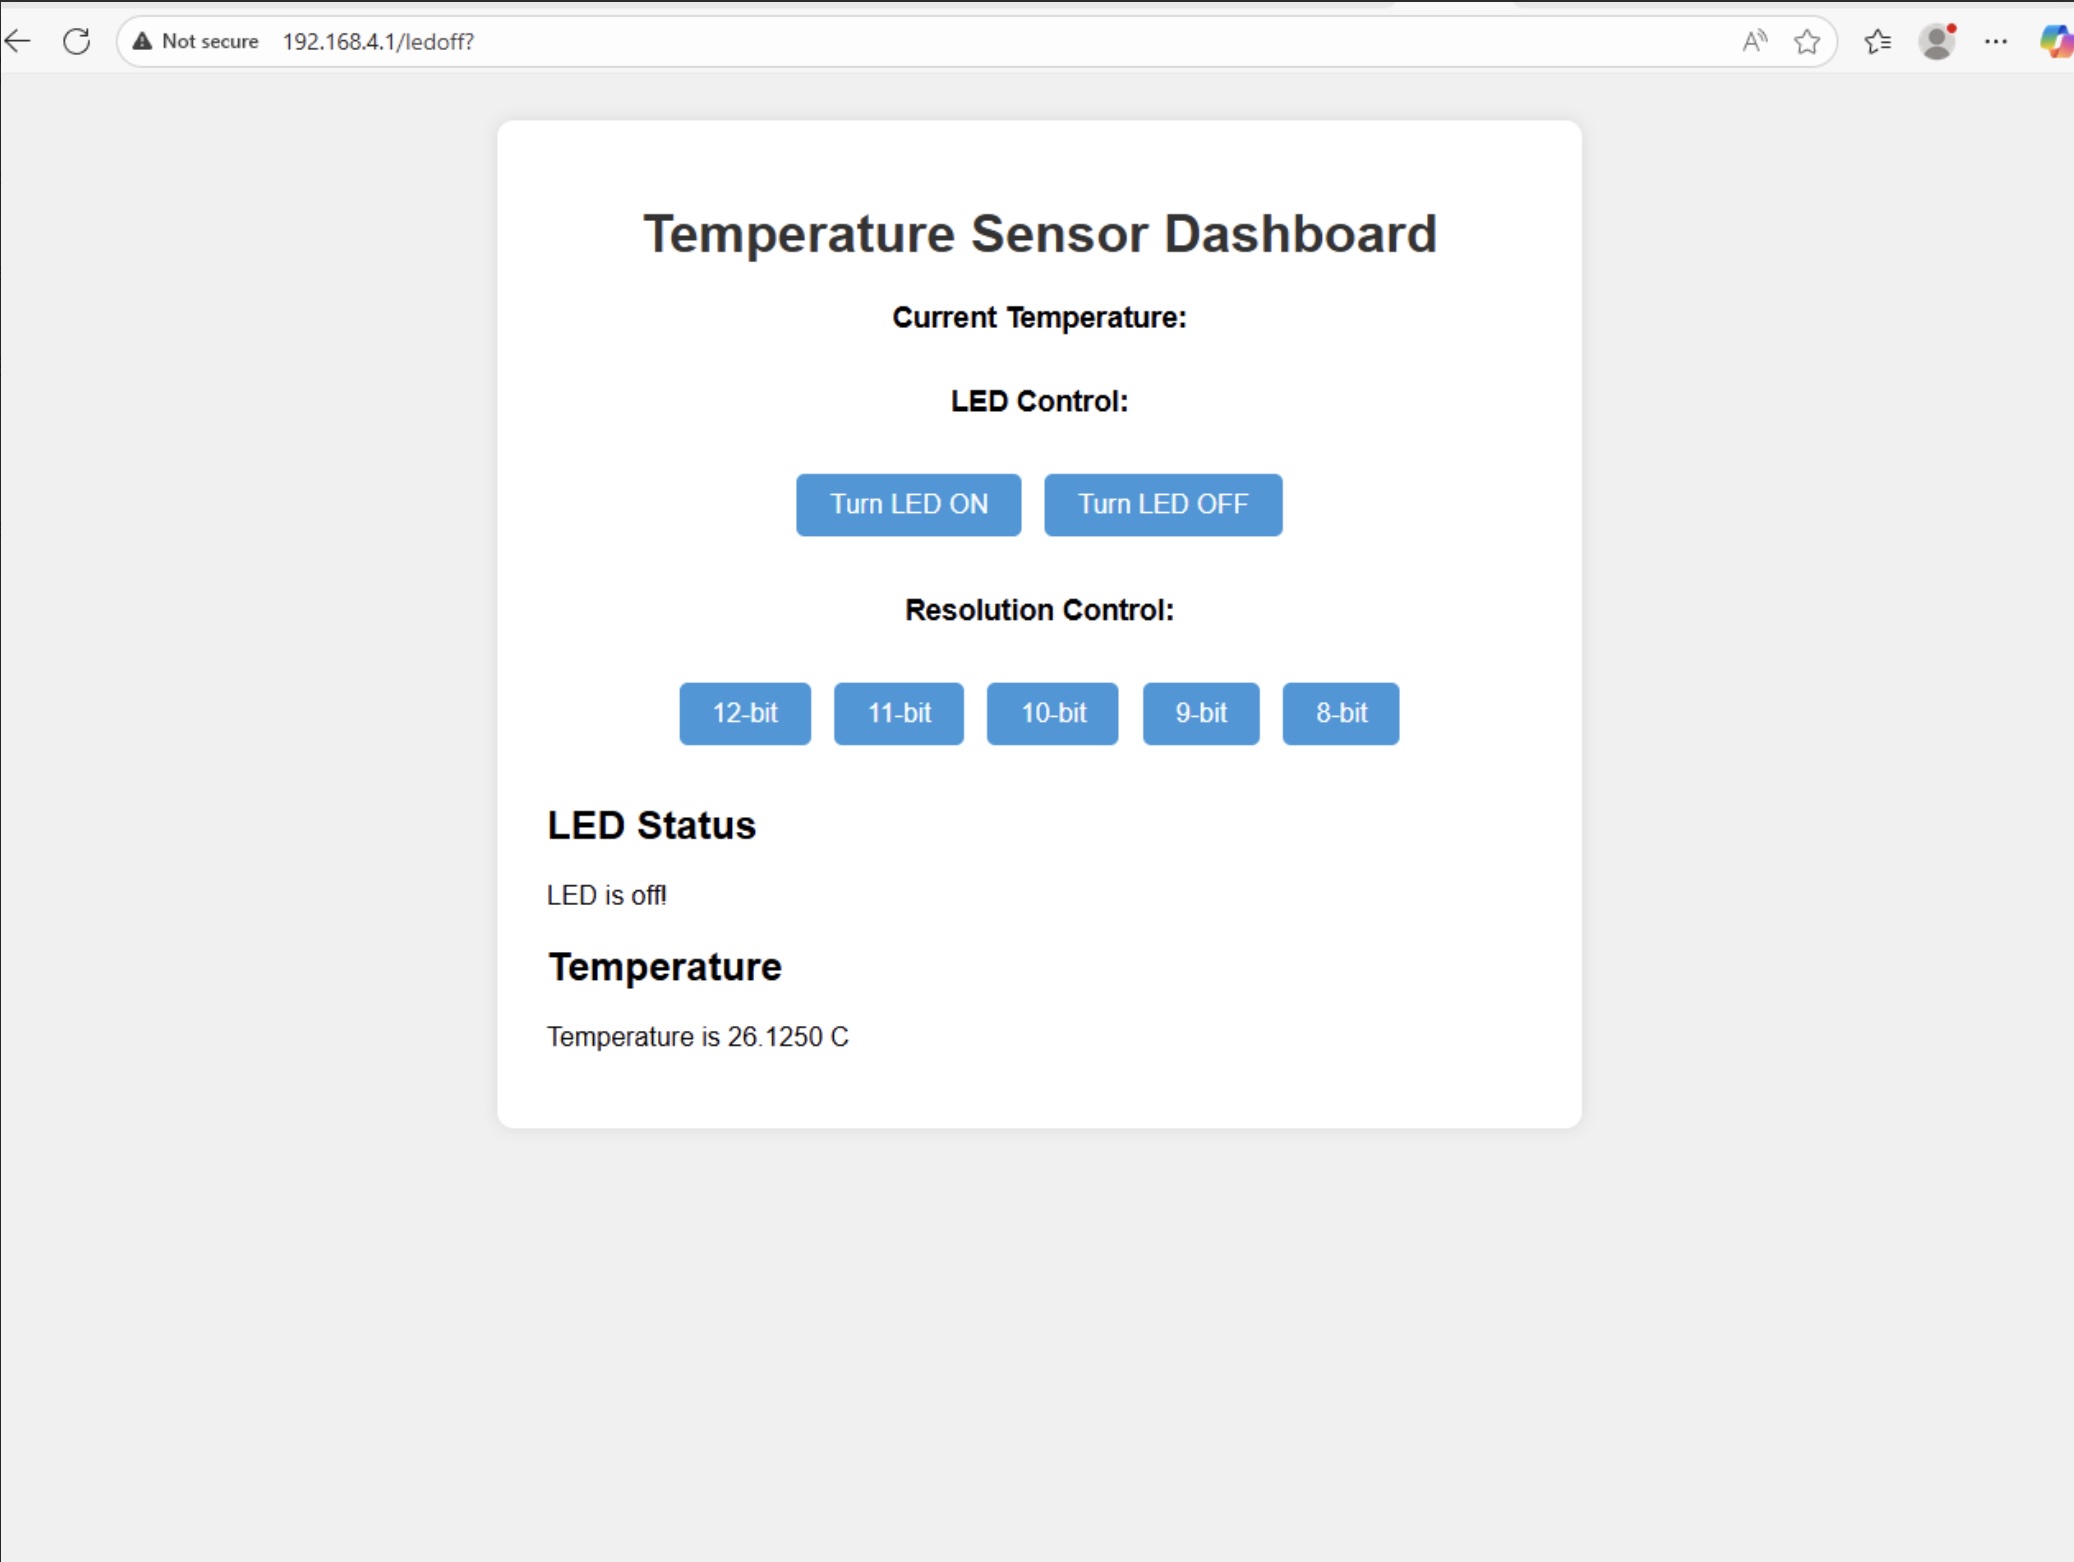 Not secure 192.168.4.1/ledoff?
Temperature Sensor Dashboard
Current Temperature:
LED Control:
Turn LED ON Turn LED OFF
Resolution Control:
12-bit 11-bit 10-bit 9-bit 8-bit
LED Status
LED is off!
Temperature
Temperature is 26.1250 C